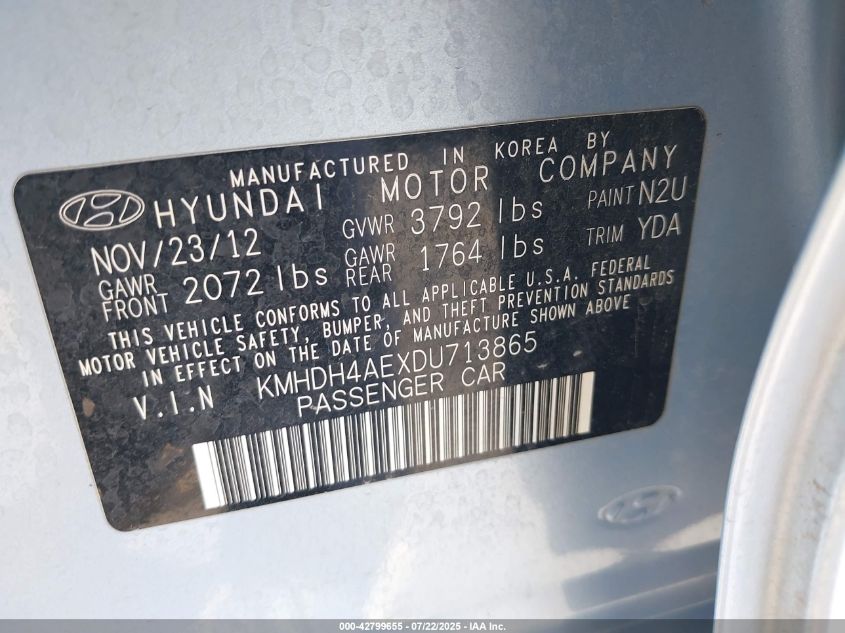 MANUFACTURED IN KOREA BY
HYUNDAI MOTOR COMPANY
NOV/23/12 GVWR 3792 lbs PAINT N2U
GAWR FRONT 2072 lbs GAWR REAR 1764 lbs TRIM YDA
THIS VEHICLE CONFORMS TO ALL APPLICABLE U.S.A. FEDERAL
MOTOR VEHICLE SAFETY, BUMPER, AND THEFT PREVENTION STANDARDS
IN EFFECT ON THE DATE OF MANUFACTURE SHOWN ABOVE
V.I.N KMHDH4AEXDU713865
PASSENGER CAR
000-42799655 - 07/22/2025 - IAA Inc.